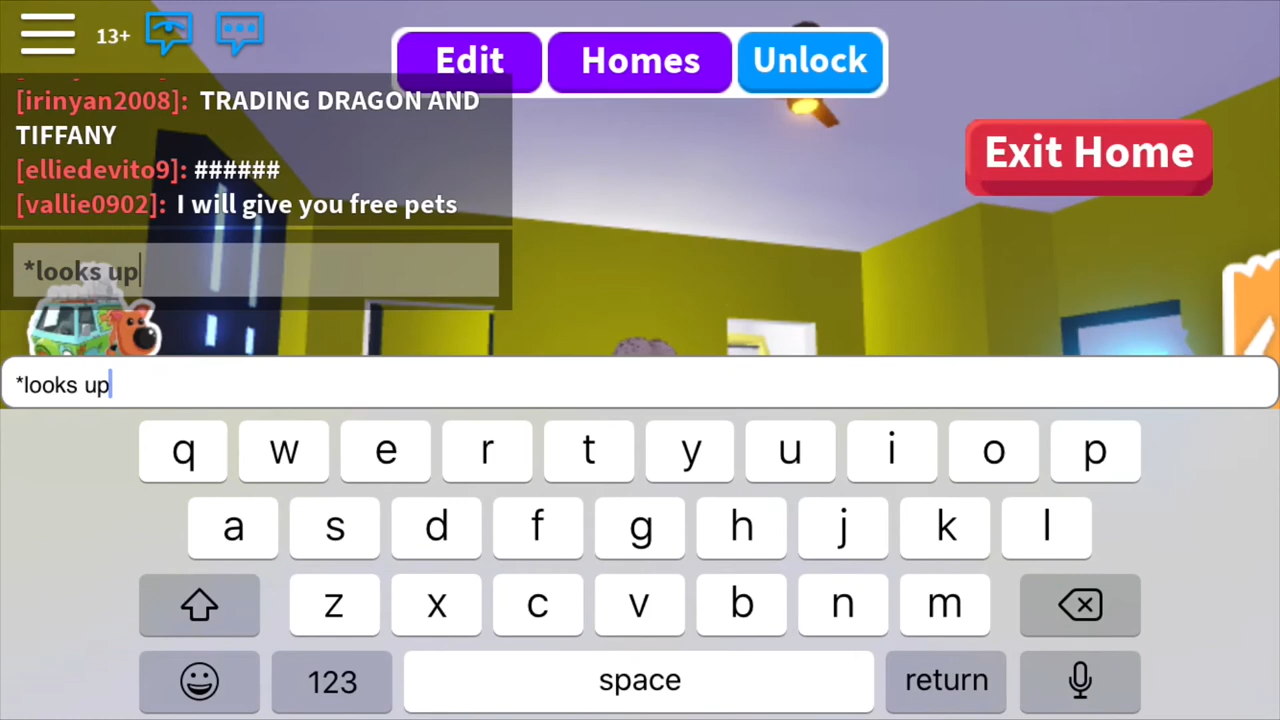 13+
Edit Homes Unlock
[irinyan2008]: TRADING DRAGON AND
TIFFANY
[elliedevito9]: ######
[vallie0902]: I will give you free pets
Exit Home
*looks up
*looks up
q w e r t y u i o p
a s d f g h j k l
z x c v b n m
123 space return